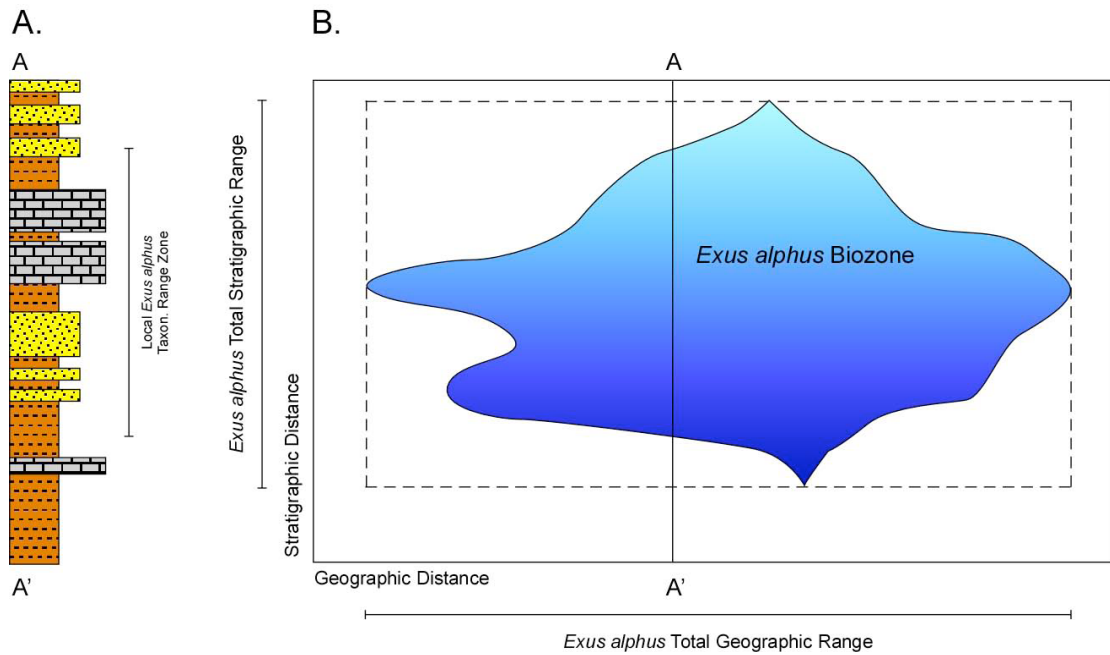 A.
B.
A
A
Local Exus alphus
Taxon. Range Zone
Exus alphus Total Stratigraphic Range
Exus alphus Biozone
Stratigraphic Distance
Geographic Distance
A'
A'
Exus alphus Total Geographic Range